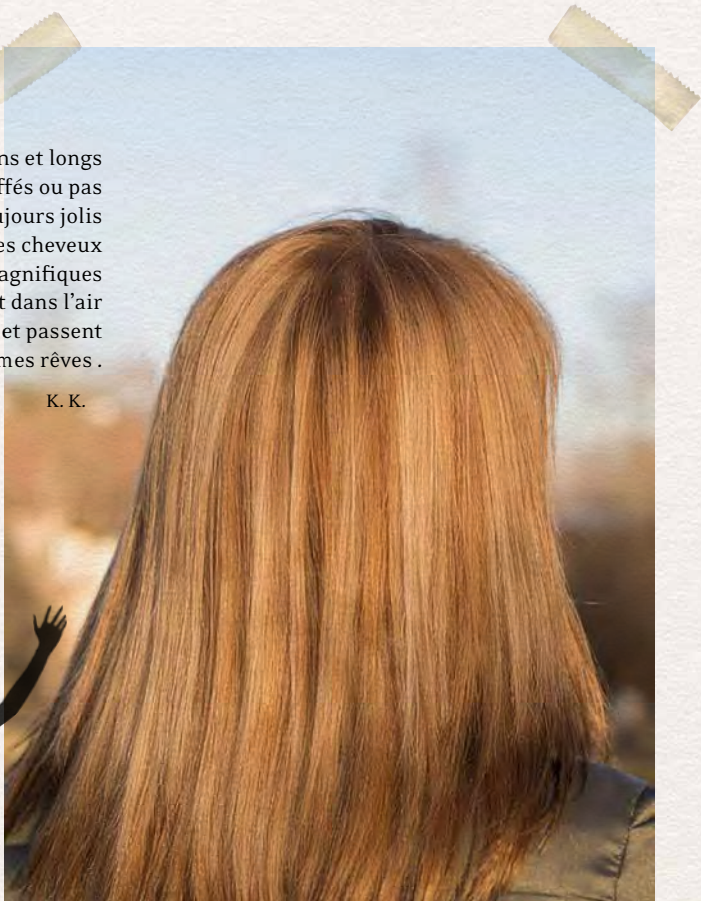 ns et longs
ffés ou pas
ujours jolis
es cheveux
agnifiques
t dans l’air
et passent
mes rêves .
K. K.